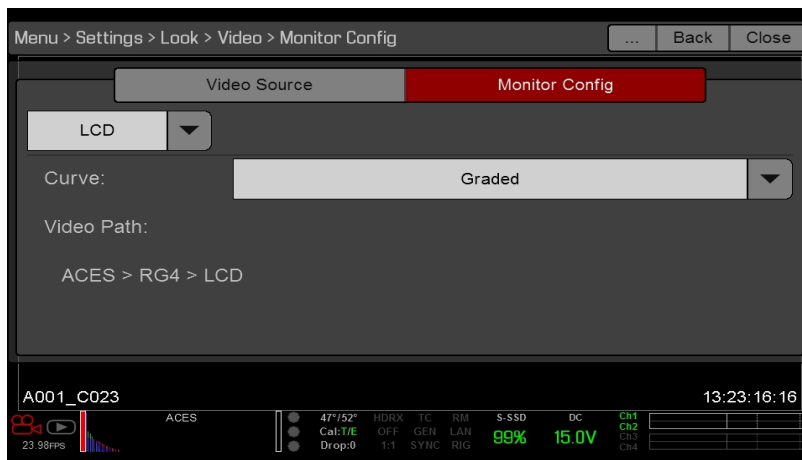 Menu > Settings > Look > Video > Monitor Config ... Back Close
Video Source Monitor Config
LCD
Curve: Graded
Video Path:
ACES > RG4 > LCD
A001_C023 13:23:16:16
ACES 47°/52° HDRX TC RM S-SSD DC Ch1
Cal:T/E OFF GEN LAN 99% 15.0V Ch2
23.98FPS Drop:0 1:1 SYNC RIG Ch3
Ch4